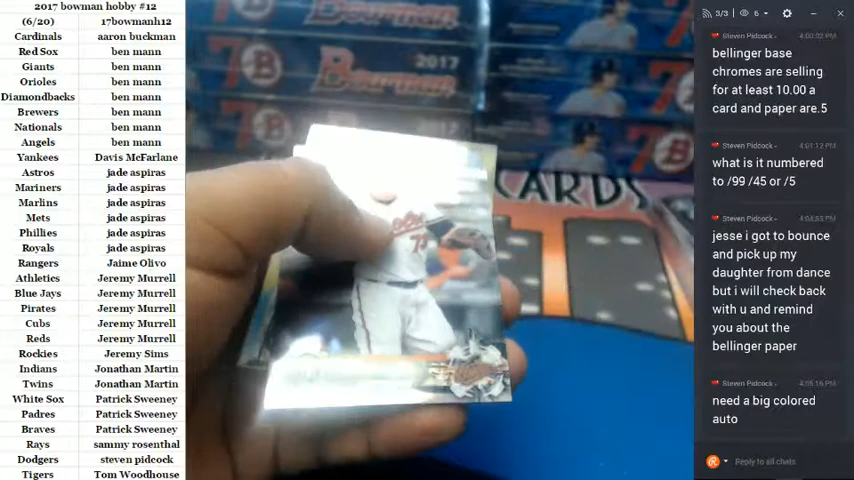 2017 bowman hobby #12
(6/20) 17bowmanh12
Cardinals aaron buckman
Red Sox ben mann
Giants ben mann
Orioles ben mann
Diamondbacks ben mann
Brewers ben mann
Nationals ben mann
Angels ben mann
Yankees Davis McFarlane
Astros jade aspiras
Mariners jade aspiras
Marlins jade aspiras
Mets jade aspiras
Phillies jade aspiras
Royals jade aspiras
Rangers Jaime Olivo
Athletics Jeremy Murrell
Blue Jays Jeremy Murrell
Pirates Jeremy Murrell
Cubs Jeremy Murrell
Reds Jeremy Murrell
Rockies Jeremy Sims
Indians Jonathan Martin
Twins Jonathan Martin
White Sox Patrick Sweeney
Padres Patrick Sweeney
Braves Patrick Sweeney
Rays sammy rosenthal
Dodgers steven pidcock
Tigers Tom Woodhouse
Bowman 2017
CARDS
3/3 6
Steven Pidcock- 4:00:02 PM
bellinger base
chromes are selling
for at least 10.00 a
card and paper are.5
Steven Pidcock- 4:01:12 PM
what is it numbered
to /99 /45 or /5
Steven Pidcock- 4:04:53 PM
jesse i got to bounce
and pick up my
daughter from dance
but i will check back
with u and remind
you about the
bellinger paper
Steven Pidcock- 4:05:16 PM
need a big colored
auto
Reply to all chats